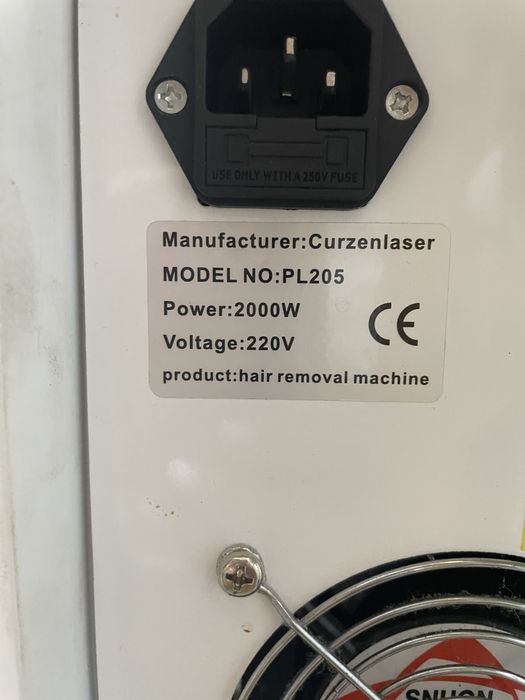 USE ONLY WITH A 250V FUSE
Manufacturer:Curzenlaser
MODEL NO:PL205
Power:2000W
CE
Voltage:220V
product:hair removal machine